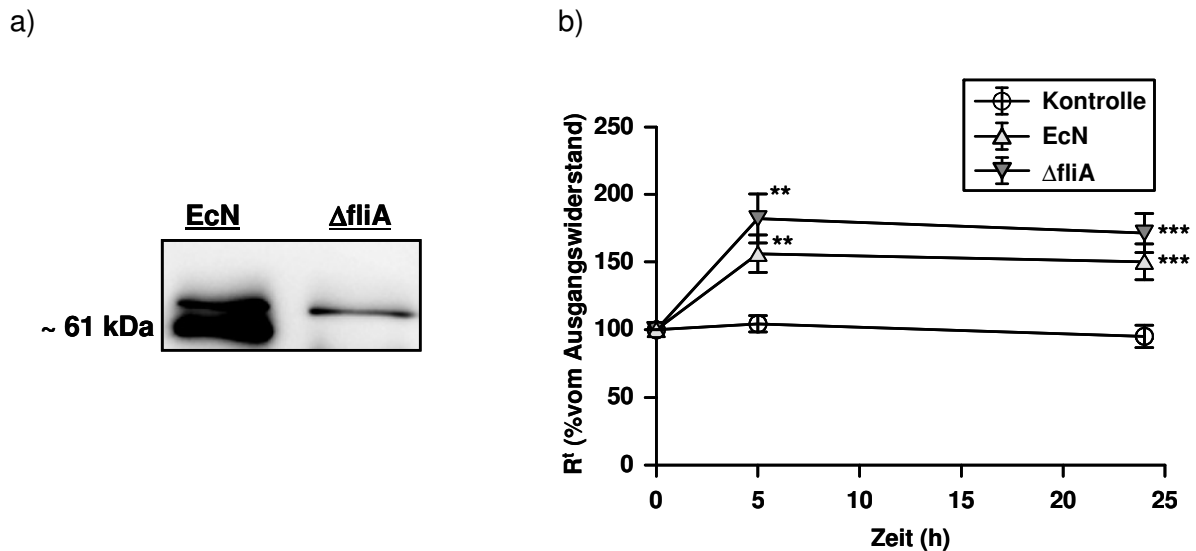 a)
b)
EcN ΔfliA
~ 61 kDa
Kontrolle
EcN
ΔfliA
R^t (%vom Ausgangswiderstand)
250
200
150
100
50
0
**
**
***
***
0 5 10 15 20 25
Zeit (h)